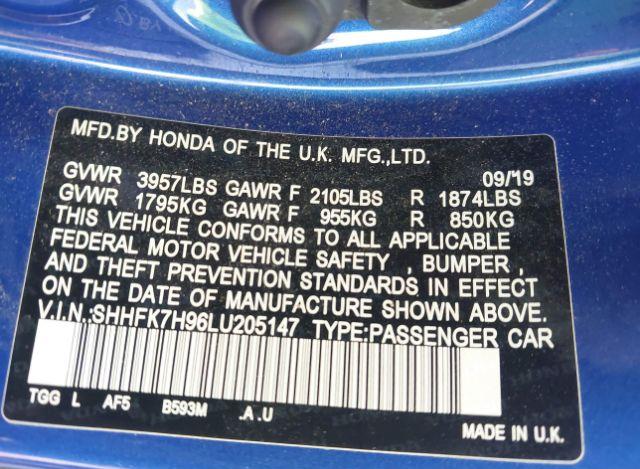 MFD.BY HONDA OF THE U.K. MFG.,LTD.
GVWR 3957LBS GAWR F 2105LBS R 1874LBS 09/19
GVWR 1795KG GAWR F 955KG R 850KG
THIS VEHICLE CONFORMS TO ALL APPLICABLE
FEDERAL MOTOR VEHICLE SAFETY , BUMPER ,
AND THEFT PREVENTION STANDARDS IN EFFECT
ON THE DATE OF MANUFACTURE SHOWN ABOVE.
V.I.N.:SHHFK7H96LU205147 TYPE:PASSENGER CAR
TGG L AF5 B593M .A .U
MADE IN U.K.